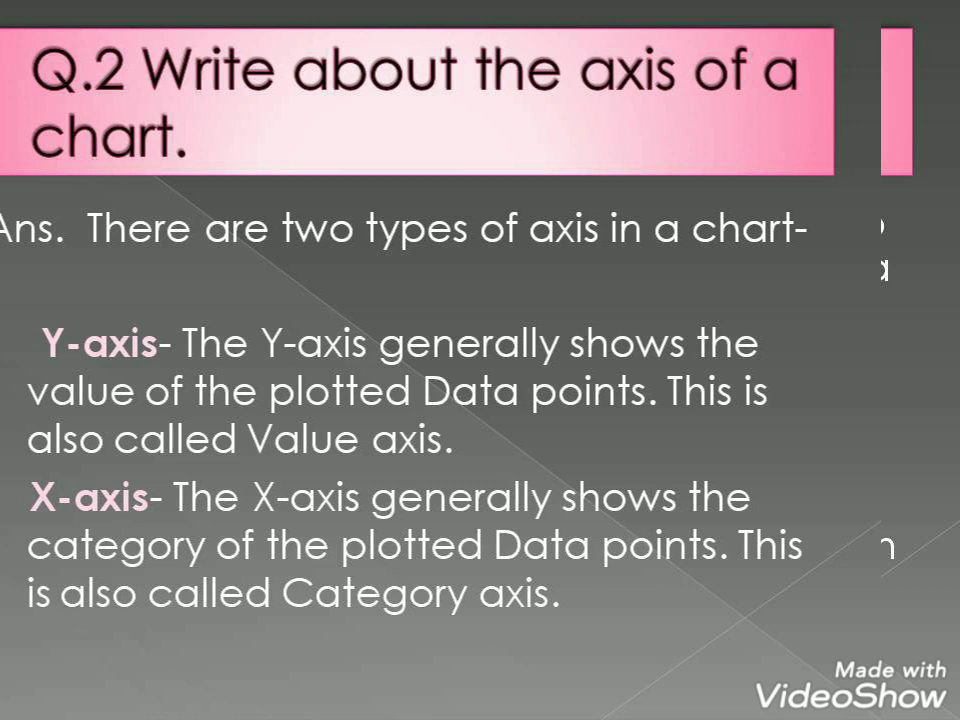 Q.2 Write about the axis of a
chart.
Ans. There are two types of axis in a chart-
Y-axis- The Y-axis generally shows the
value of the plotted Data points. This is
also called Value axis.
X-axis- The X-axis generally shows the
category of the plotted Data points. This
is also called Category axis.
Made with
VideoShow